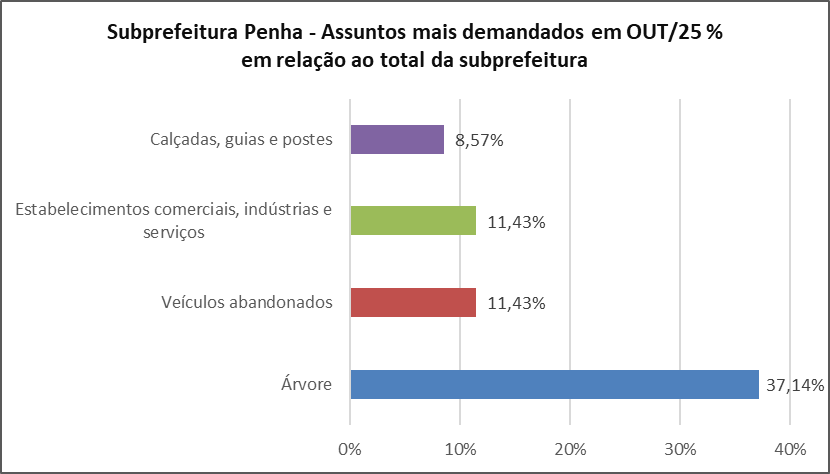 Subprefeitura Penha - Assuntos mais demandados em OUT/25 %
em relação ao total da subprefeitura
Calçadas, guias e postes
8,57%
Estabelecimentos comerciais, indústrias e
serviços
11,43%
Veículos abandonados
11,43%
Árvore
37,14%
0%
10%
20%
30%
40%